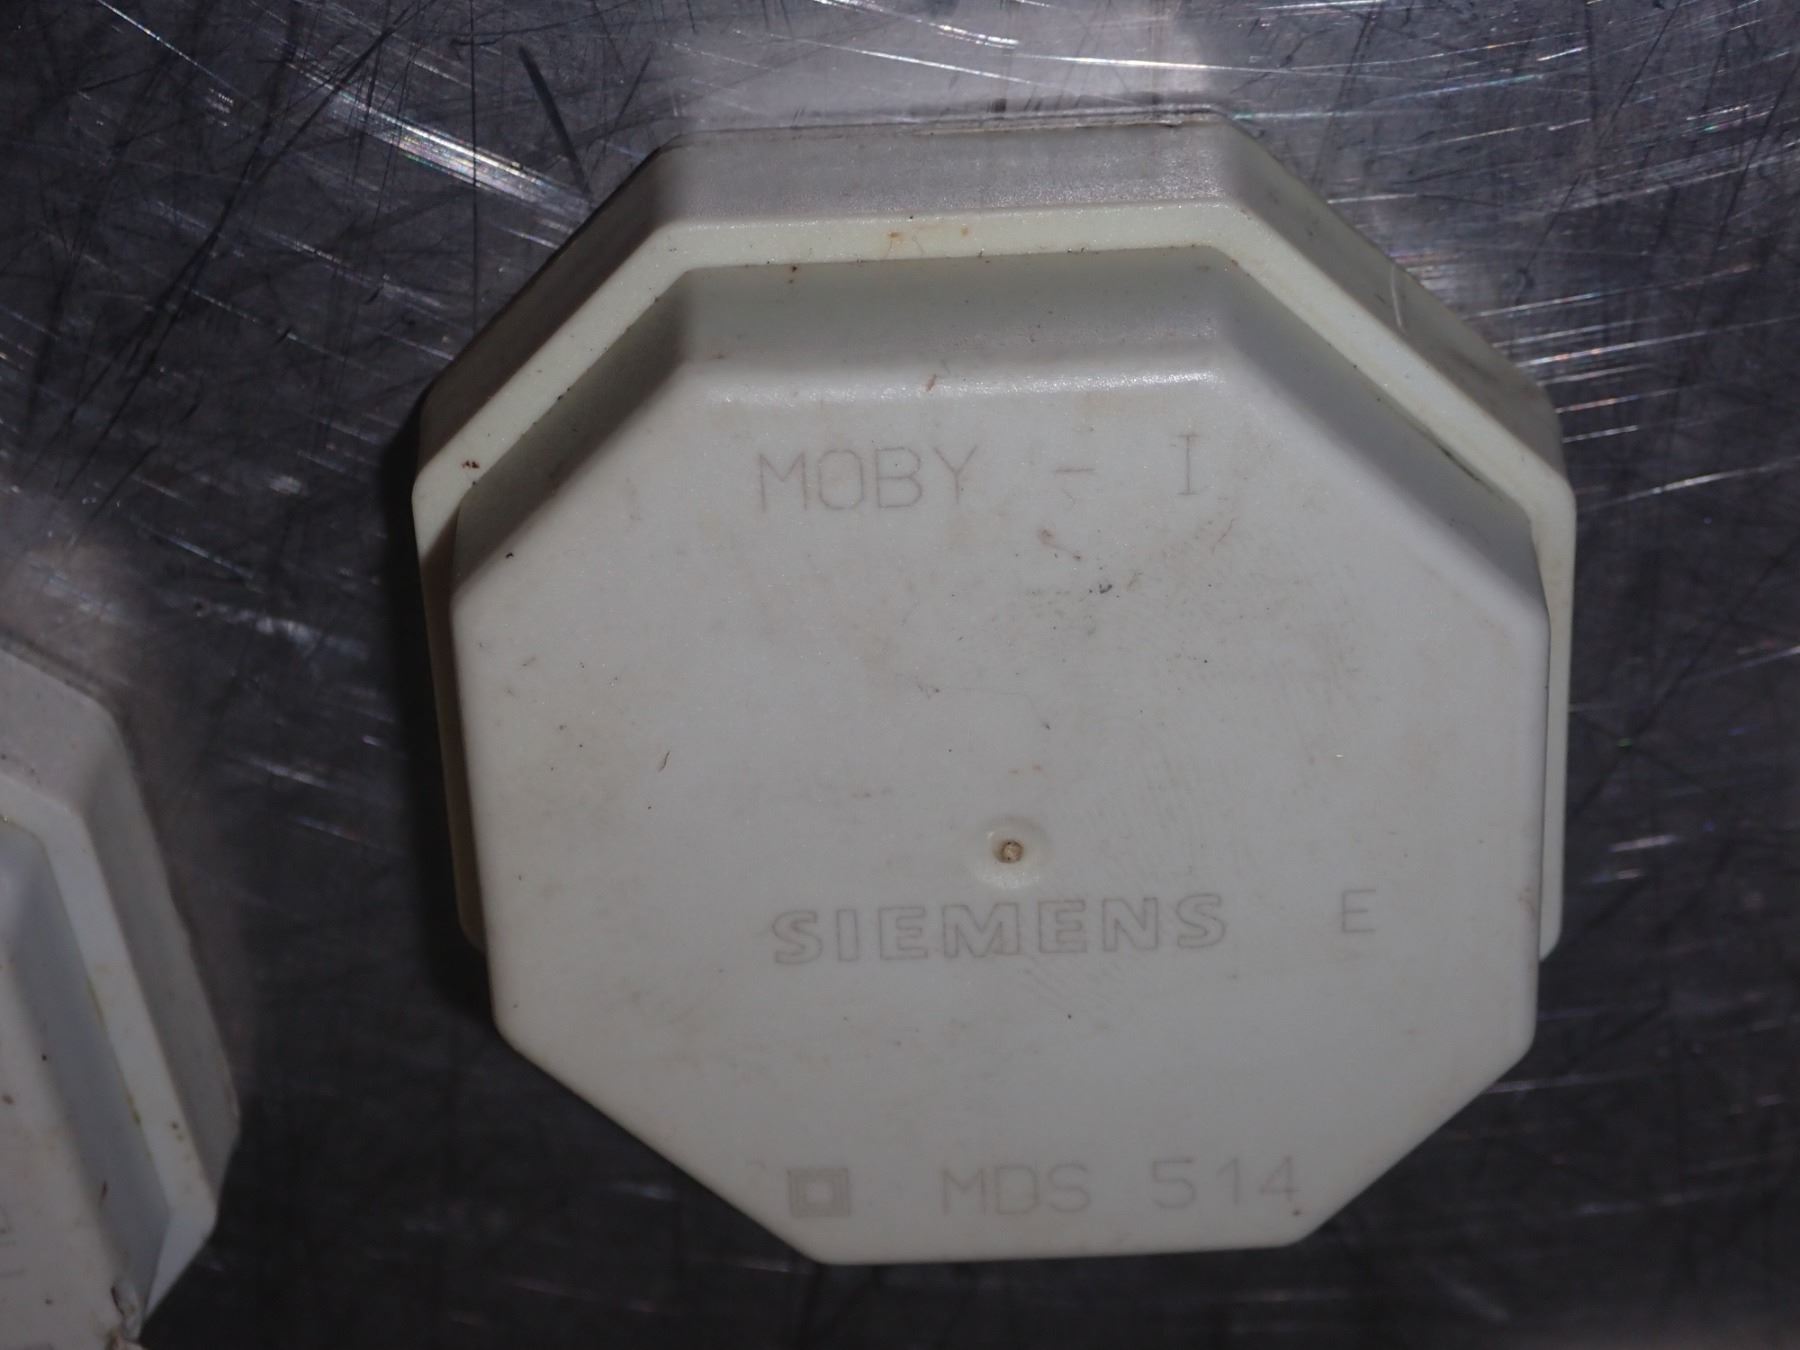 MOBY - I
SIEMENS E
MDS 514